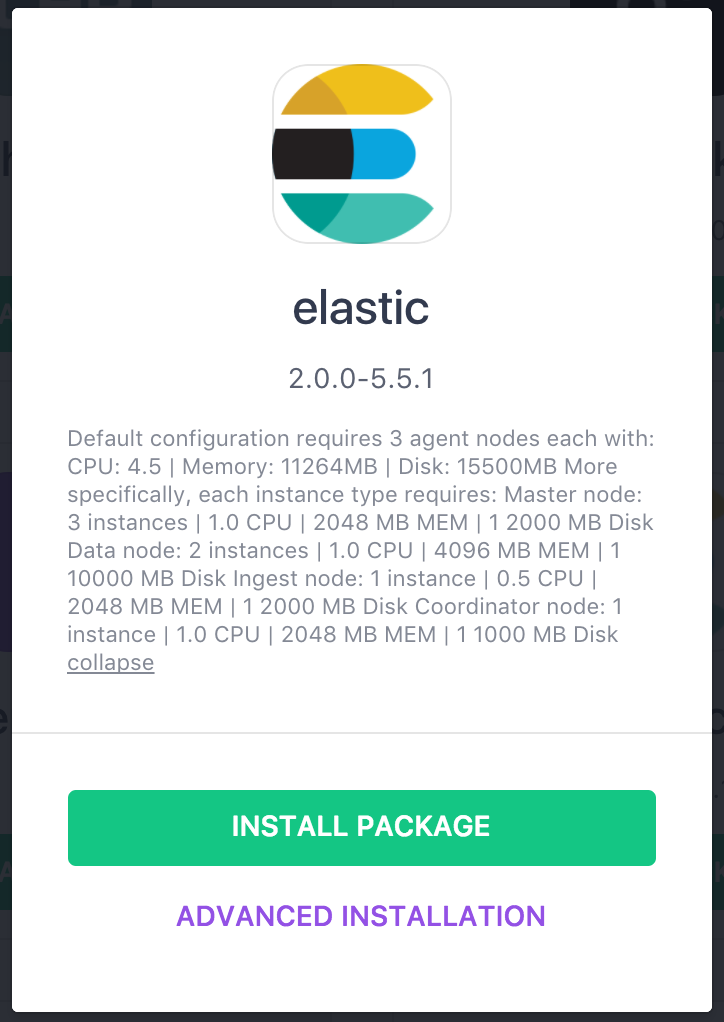 elastic
2.0.0-5.5.1
Default configuration requires 3 agent nodes each with:
CPU: 4.5 | Memory: 11264MB | Disk: 15500MB More
specifically, each instance type requires: Master node:
3 instances | 1.0 CPU | 2048 MB MEM | 1 2000 MB Disk
Data node: 2 instances | 1.0 CPU | 4096 MB MEM | 1
10000 MB Disk Ingest node: 1 instance | 0.5 CPU |
2048 MB MEM | 1 2000 MB Disk Coordinator node: 1
instance | 1.0 CPU | 2048 MB MEM | 1 1000 MB Disk
collapse
INSTALL PACKAGE
ADVANCED INSTALLATION